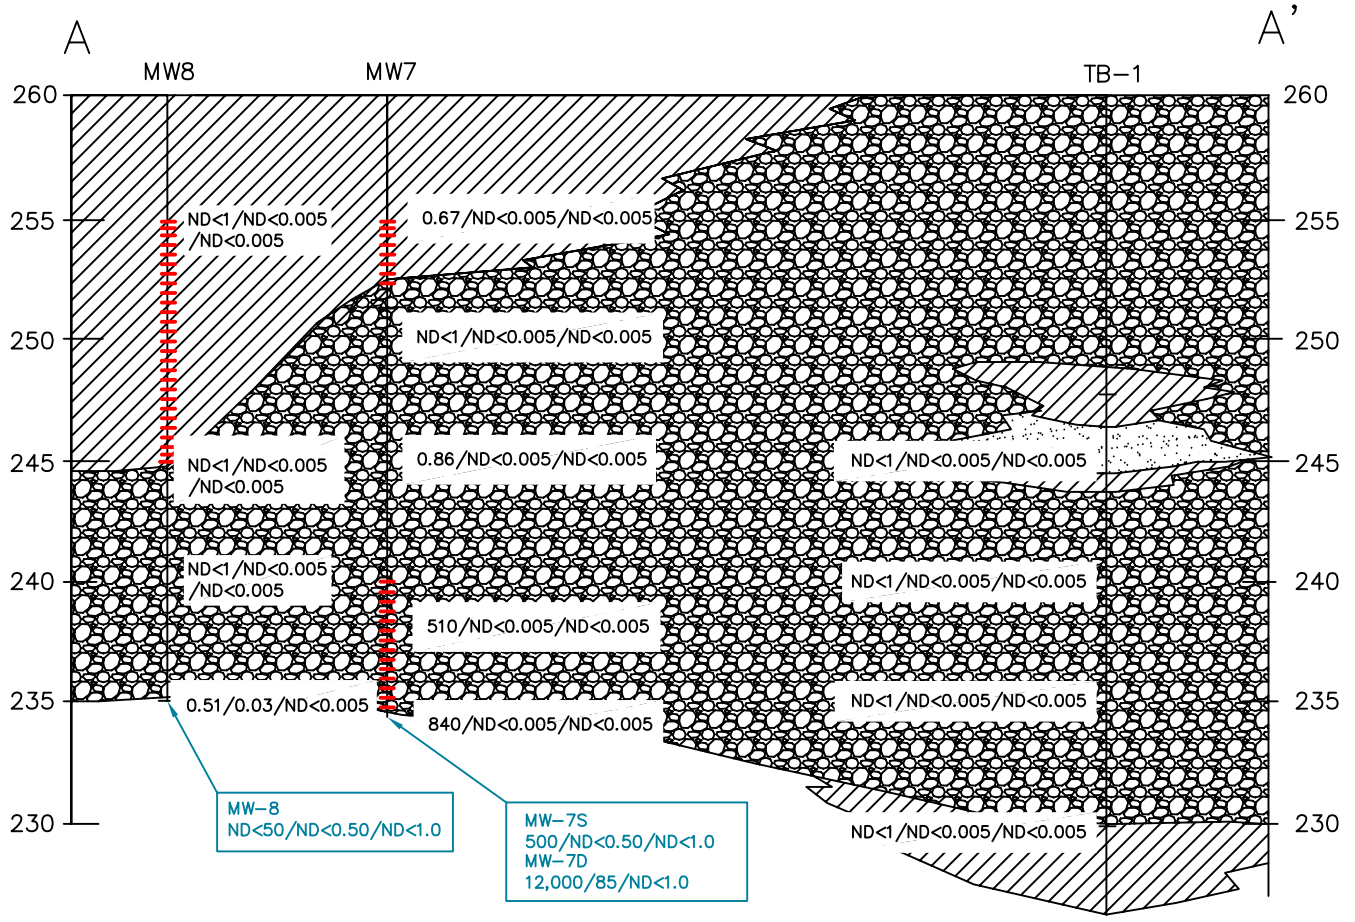 A
A'
MW8
MW7
TB-1
260
260
255
ND<1/ND<0.005
/ND<0.005
0.67/ND<0.005/ND<0.005
255
250
ND<1/ND<0.005/ND<0.005
250
245
ND<1/ND<0.005
/ND<0.005
0.86/ND<0.005/ND<0.005
ND<1/ND<0.005/ND<0.005
245
240
ND<1/ND<0.005
/ND<0.005
ND<1/ND<0.005/ND<0.005
240
510/ND<0.005/ND<0.005
235
0.51/0.03/ND<0.005
840/ND<0.005/ND<0.005
ND<1/ND<0.005/ND<0.005
235
230
MW-8
ND<50/ND<0.50/ND<1.0
MW-7S
500/ND<0.50/ND<1.0
MW-7D
12,000/85/ND<1.0
ND<1/ND<0.005/ND<0.005
230